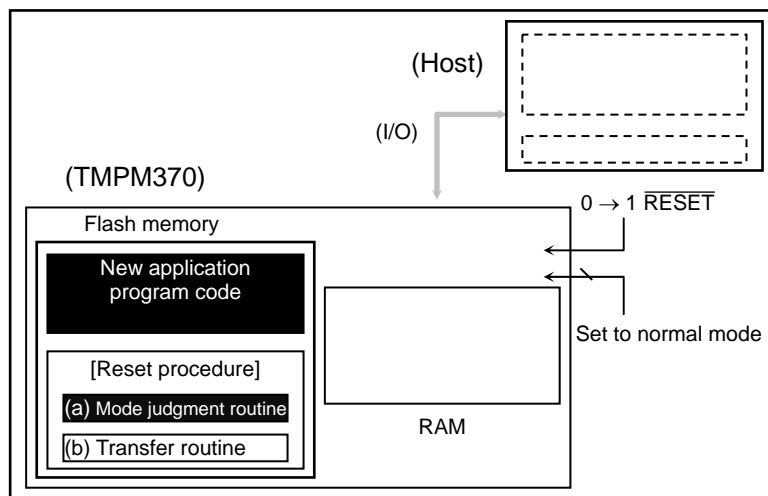 (Host)
(I/O)
(TMPM370)
0 → 1 RESET
Flash memory
New application
program code
Set to normal mode
[Reset procedure]
(a) Mode judgment routine
RAM
(b) Transfer routine